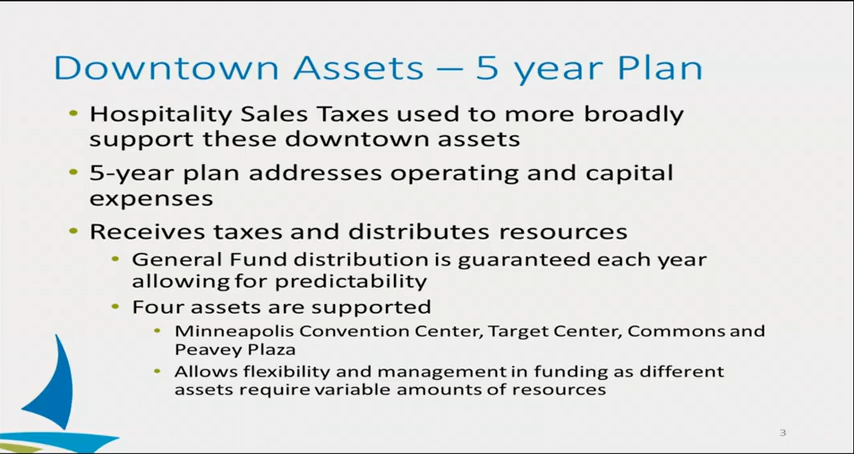 Downtown Assets – 5 year Plan
• Hospitality Sales Taxes used to more broadly
support these downtown assets
• 5-year plan addresses operating and capital
expenses
• Receives taxes and distributes resources
• General Fund distribution is guaranteed each year
allowing for predictability
• Four assets are supported
• Minneapolis Convention Center, Target Center, Commons and
Peavey Plaza
• Allows flexibility and management in funding as different
assets require variable amounts of resources
3